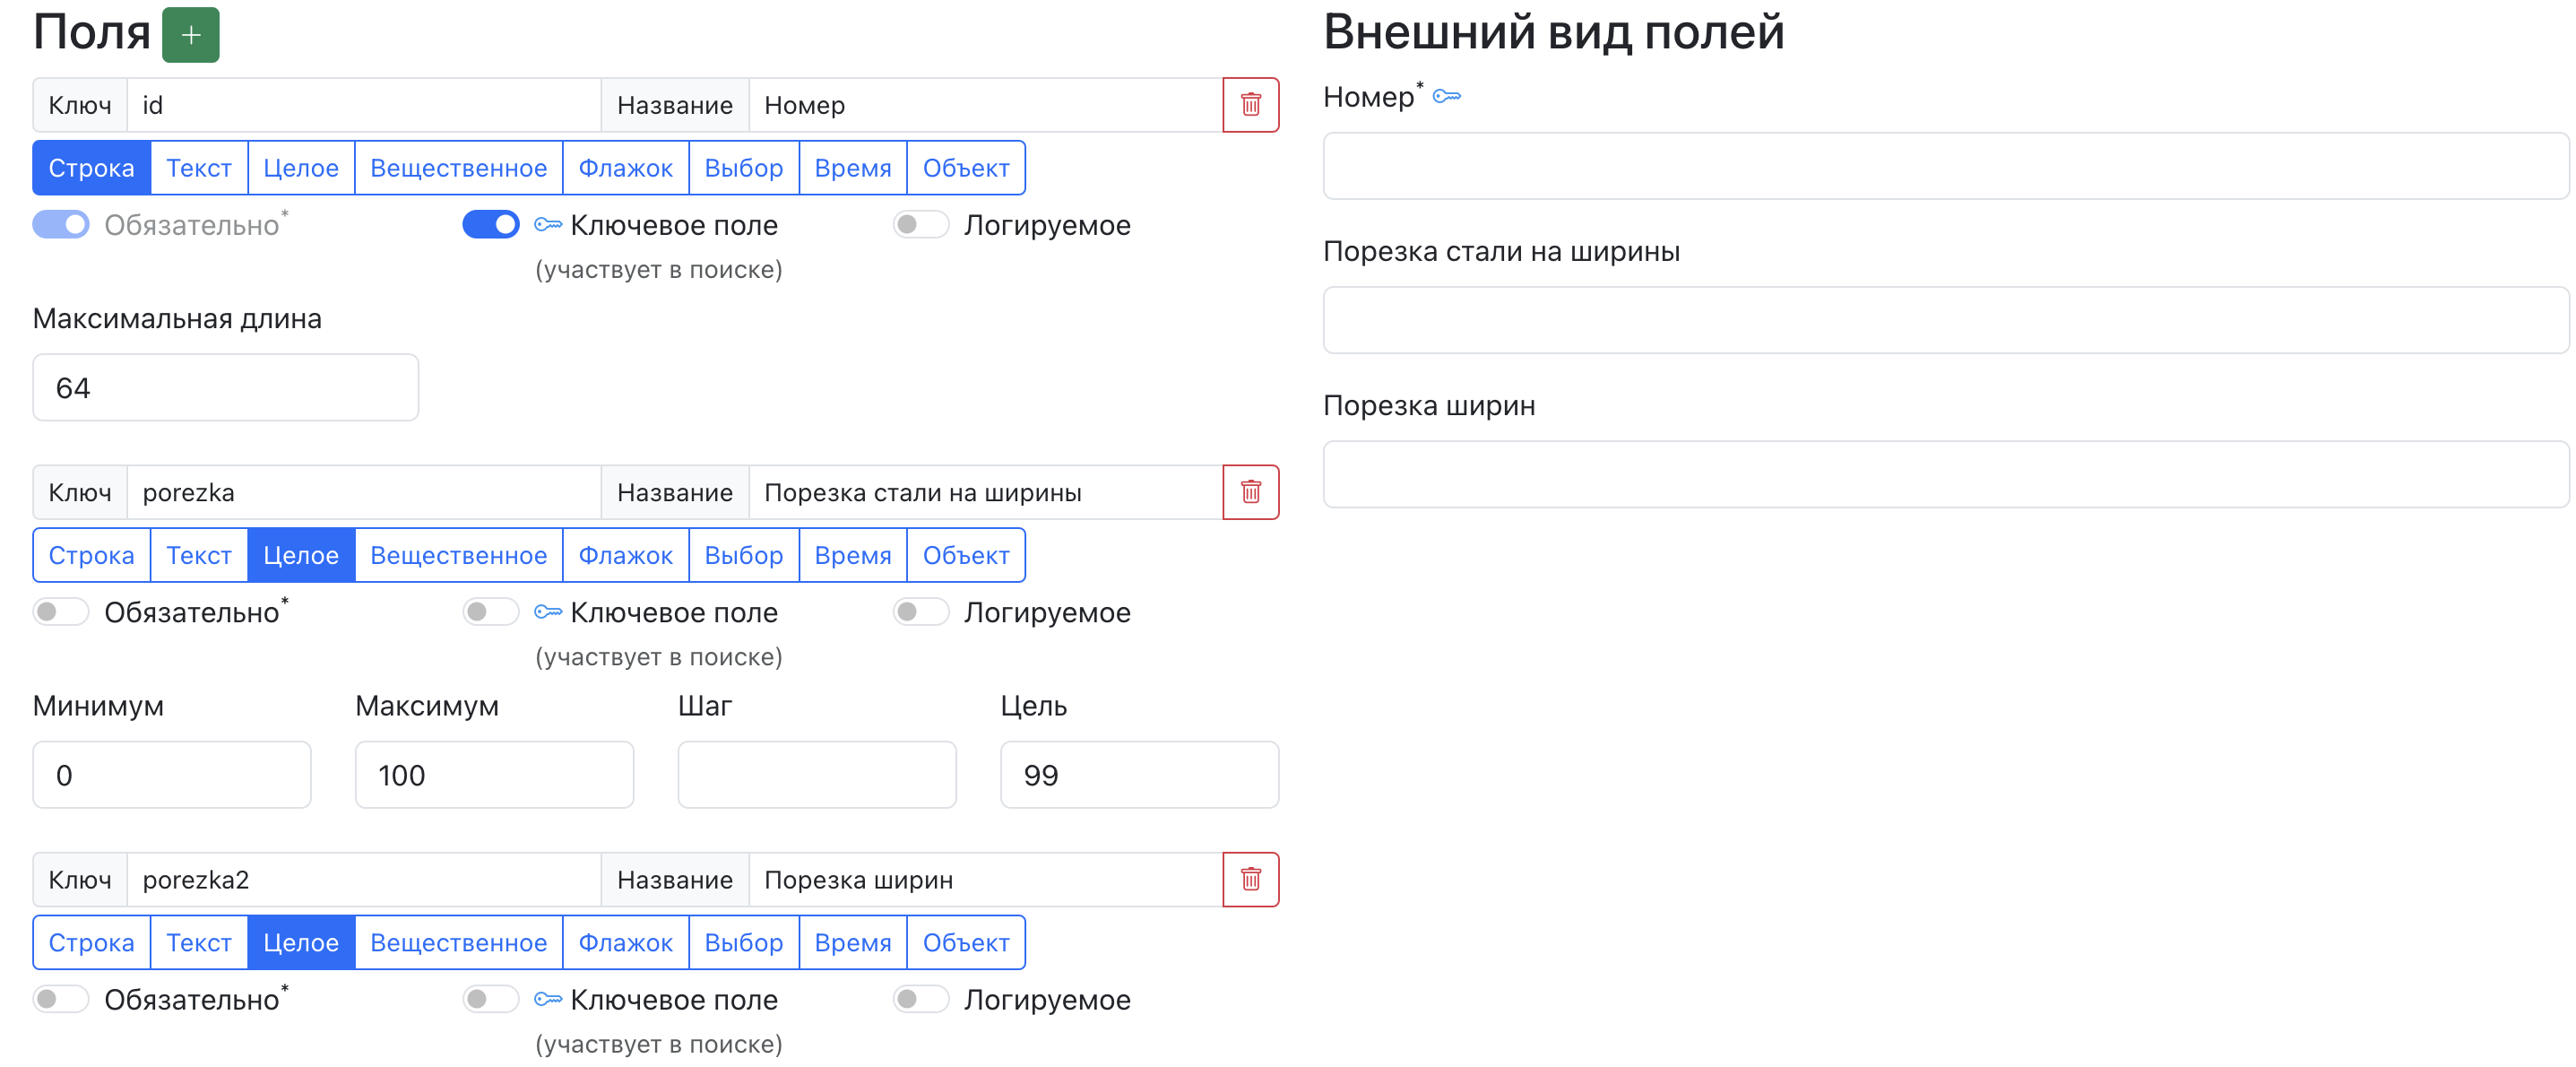 Поля +
Ключ id Название Номер
Строка Текст Целое Вещественное Флажок Выбор Время Объект
Обязательно* Ключевое поле Логируемое
(участвует в поиске)
Максимальная длина
64
Ключ porezka Название Порезка стали на ширины
Строка Текст Целое Вещественное Флажок Выбор Время Объект
Обязательно* Ключевое поле Логируемое
(участвует в поиске)
Минимум Максимум Шаг Цель
0 100 99
Ключ porezka2 Название Порезка ширин
Строка Текст Целое Вещественное Флажок Выбор Время Объект
Обязательно* Ключевое поле Логируемое
(участвует в поиске)
Внешний вид полей
Номер*
Порезка стали на ширины
Порезка ширин